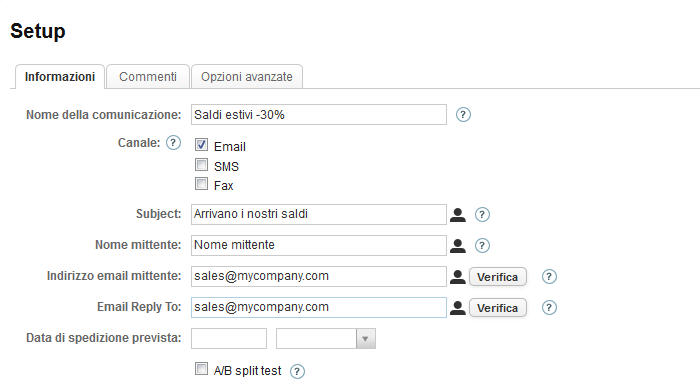 Setup
Informazioni Commenti Opzioni avanzate
Nome della comunicazione: Saldi estivi -30% ?
Canale: ? Email
SMS
Fax
Subject: Arrivano i nostri saldi ?
Nome mittente: Nome mittente ?
Indirizzo email mittente: sales@mycompany.com Verifica ?
Email Reply To: sales@mycompany.com Verifica ?
Data di spedizione prevista:
A/B split test ?